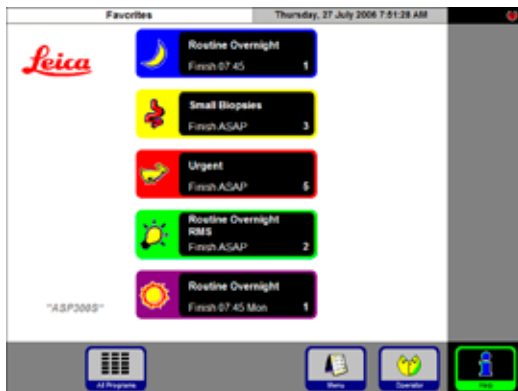 Favorites
Thursday, 27 July 2006 7:51:28 AM
Leica
Routine Overnight
Finish 07:45 1
Small Biopsies
Finish ASAP 3
Urgent
Finish ASAP 5
Routine Overnight
RMS
Finish ASAP 2
Routine Overnight
Finish 07:45 Mon 1
"ASP300S"
All Programs
Menu
Operator
Help